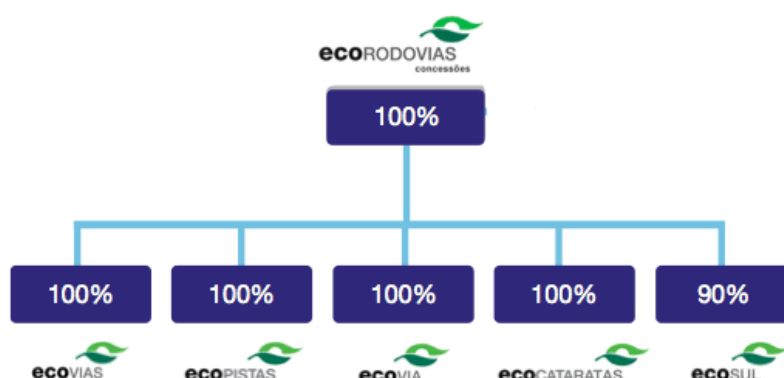 ecoRODOVIAS
concessões
100%
100% 100% 100% 100% 90%
ecoVIAS ecoPISTAS ecoVIA ecoCATARATAS ecoSUL